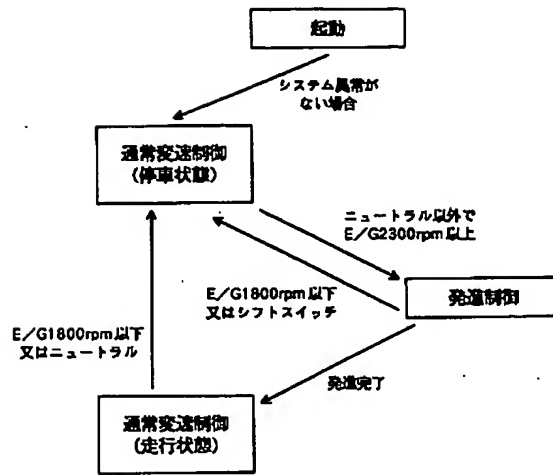 起動
システム異常が
ない場合
通常変速制御
(停車状態)
ニュートラル以外で
E/G2300rpm以上
E/G1800rpm以下
又はシフトスイッチ
発進制御
E/G1800rpm以下
又はニュートラル
発進完了
通常変速制御
(走行状態)